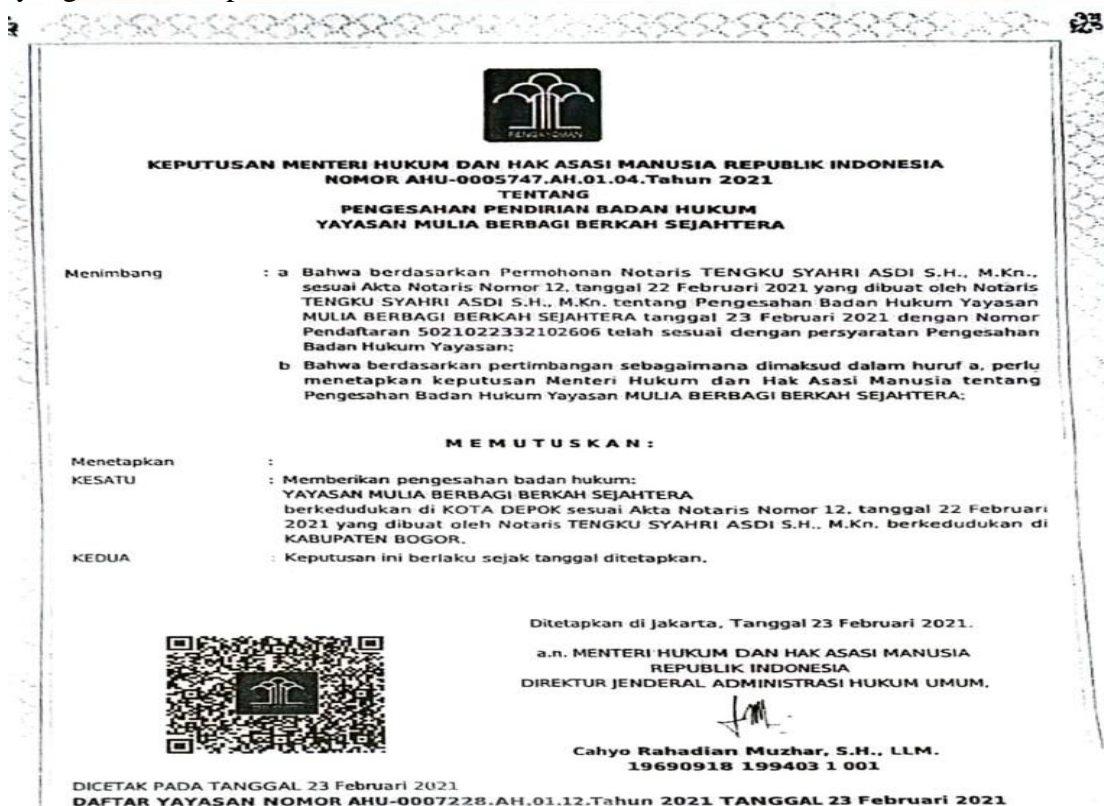 PENGAYOMAN
KEPUTUSAN MENTERI HUKUM DAN HAK ASASI MANUSIA REPUBLIK INDONESIA
NOMOR AHU-0005747.AH.01.04.Tahun 2021
TENTANG
PENGESAHAN PENDIRIAN BADAN HUKUM
YAYASAN MULIA BERBAGI BERKAH SEJAHTERA
Menimbang : a Bahwa berdasarkan Permohonan Notaris TENGKU SYAHRI ASDI S.H., M.Kn.,
sesuai Akta Notaris Nomor 12, tanggal 22 Februari 2021 yang dibuat oleh Notaris
TENGKU SYAHRI ASDI S.H., M.Kn. tentang Pengesahan Badan Hukum Yayasan
MULIA BERBAGI BERKAH SEJAHTERA tanggal 23 Februari 2021 dengan Nomor
Pendaftaran 5021022332102606 telah sesuai dengan persyaratan Pengesahan
Badan Hukum Yayasan;
b Bahwa berdasarkan pertimbangan sebagaimana dimaksud dalam huruf a, perlu
menetapkan keputusan Menteri Hukum dan Hak Asasi Manusia tentang
Pengesahan Badan Hukum Yayasan MULIA BERBAGI BERKAH SEJAHTERA;
M E M U T U S K A N :
Menetapkan :
KESATU : Memberikan pengesahan badan hukum:
YAYASAN MULIA BERBAGI BERKAH SEJAHTERA
berkedudukan di KOTA DEPOK sesuai Akta Notaris Nomor 12, tanggal 22 Februari
2021 yang dibuat oleh Notaris TENGKU SYAHRI ASDI S.H., M.Kn. berkedudukan di
KABUPATEN BOGOR.
KEDUA : Keputusan ini berlaku sejak tanggal ditetapkan.
Ditetapkan di Jakarta, Tanggal 23 Februari 2021.
a.n. MENTERI HUKUM DAN HAK ASASI MANUSIA
REPUBLIK INDONESIA
DIREKTUR JENDERAL ADMINISTRASI HUKUM UMUM,
Cahyo Rahadian Muzhar, S.H., LLM.
19690918 199403 1 001
DICETAK PADA TANGGAL 23 Februari 2021
DAFTAR YAYASAN NOMOR AHU-0007228.AH.01.12.Tahun 2021 TANGGAL 23 Februari 2021